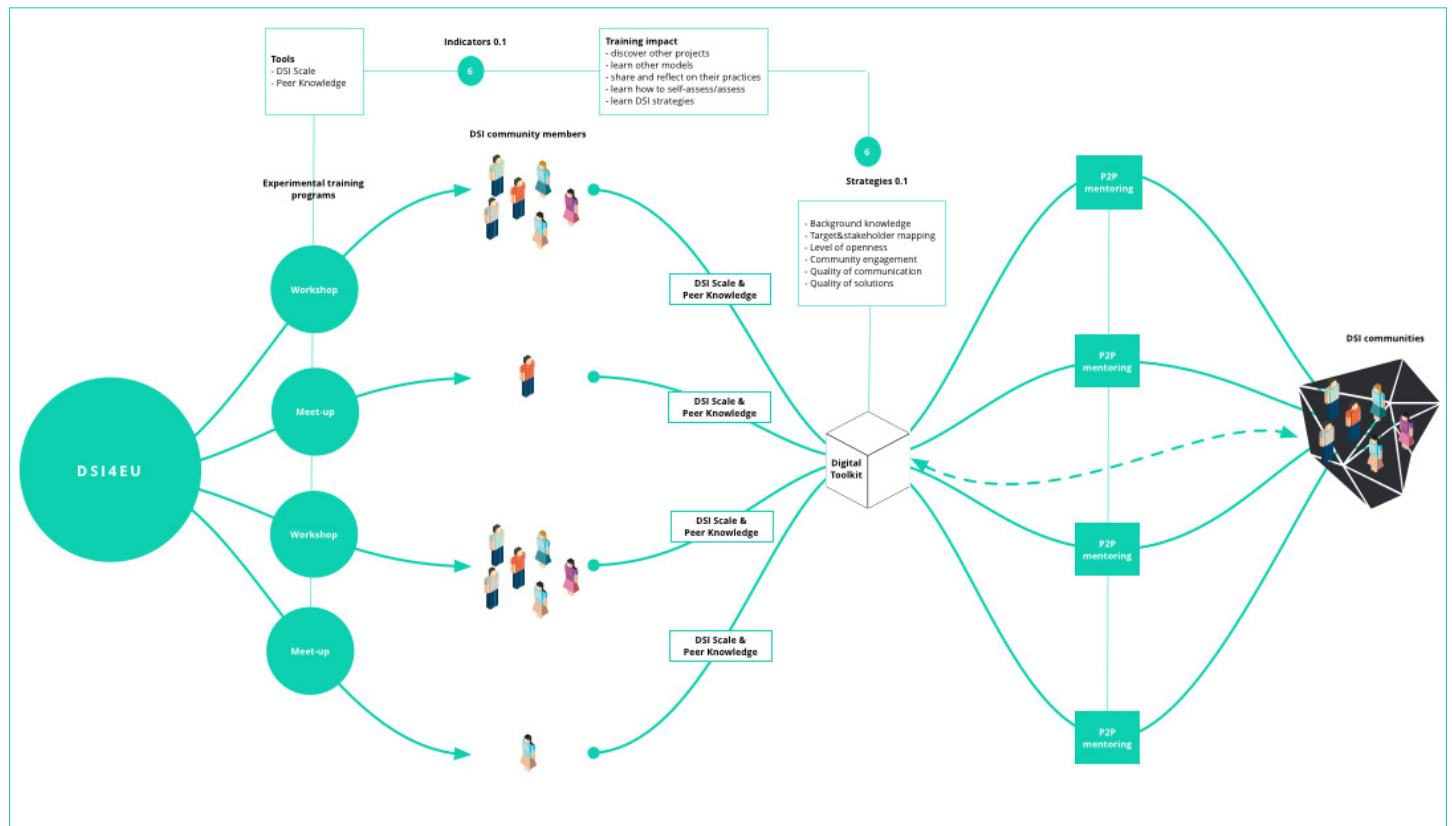 Indicators 0.1
Tools
- DSI Scale
- Peer Knowledge
6
Training impact
- discover other projects
- learn other models
- share and reflect on their practices
- learn how to self-assess/assess
- learn DSI strategies
DSI community members
6
Experimental training
programs
Strategies 0.1
P2P
mentoring
- Background knowledge
- Target&stakeholder mapping
- Level of openness
- Community engagement
- Quality of communication
- Quality of solutions
Workshop
DSI Scale &
Peer Knowledge
DSI communities
P2P
mentoring
Meet-up
DSI Scale &
Peer Knowledge
DSI4EU
Digital
Toolkit
Workshop
DSI Scale &
Peer Knowledge
P2P
mentoring
Meet-up
DSI Scale &
Peer Knowledge
P2P
mentoring